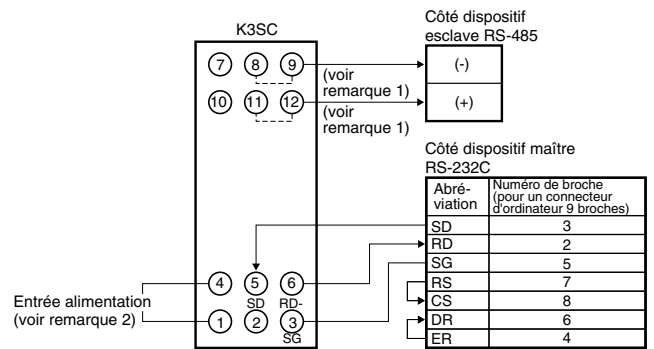 K3SC
Côté dispositif
esclave RS-485
7 8 9
(-)
(voir
remarque 1)
10 11 12
(+)
(voir
remarque 1)
Côté dispositif maître
RS-232C
Abré-
viation
Numéro de broche
(pour un connecteur
d'ordinateur 9 broches)
SD 3
RD 2
SG 5
RS 7
CS 8
DR 6
ER 4
4 5 6
SD RD-
Entrée alimentation
(voir remarque 2)
1 2 3
SG